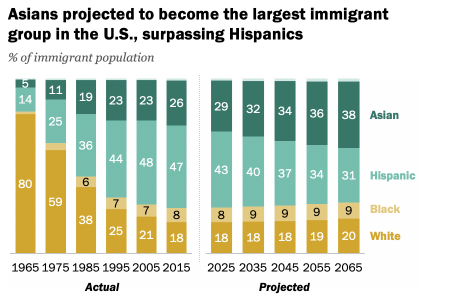 Asians projected to become the largest immigrant
group in the U.S., surpassing Hispanics
% of immigrant population
5 11 19 23 23 26 29 32 34 36 38 Asian
14 25 36 44 48 47 43 40 37 34 31 Hispanic
6 7 7 8 8 9 9 9 9 Black
80 59 38 25 21 18 18 18 18 19 20 White
1965 1975 1985 1995 2005 2015 2025 2035 2045 2055 2065
Actual Projected